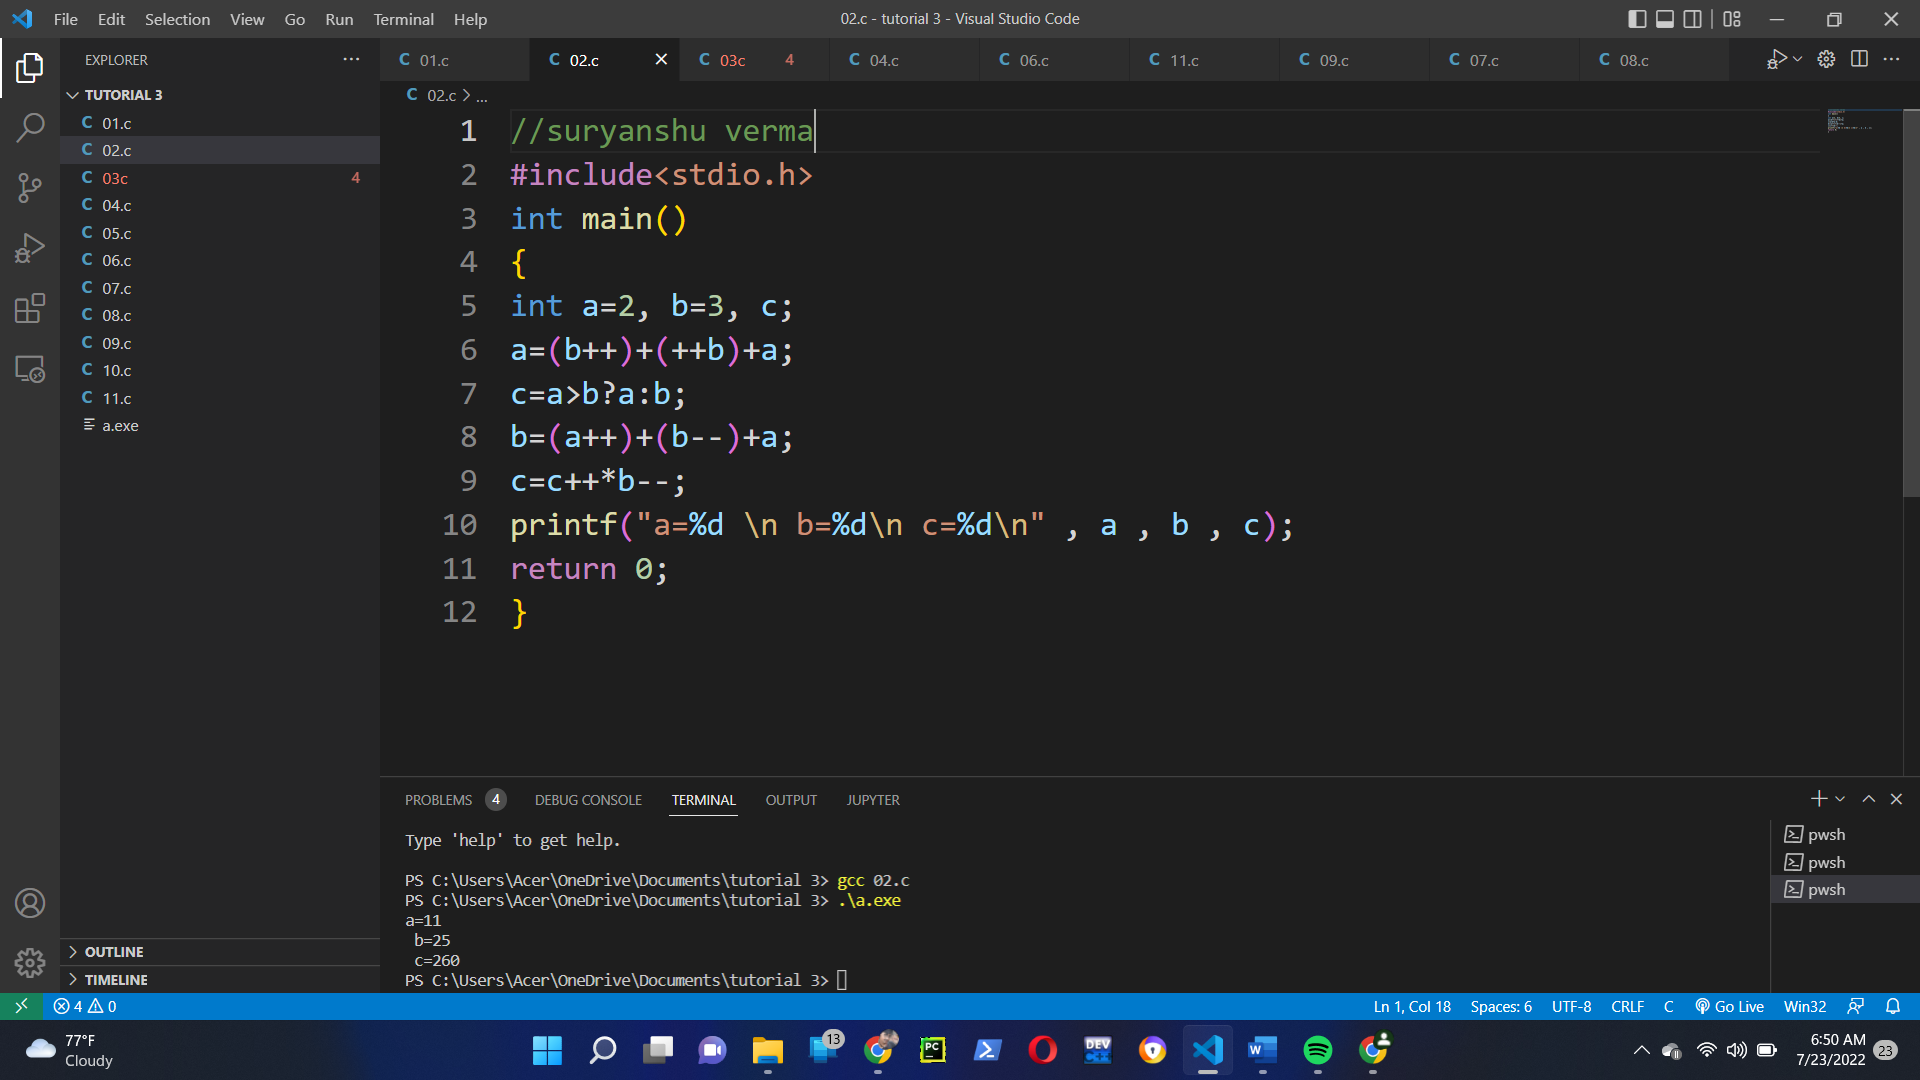 File Edit Selection View Go Run Terminal Help
02.c - tutorial 3 - Visual Studio Code
EXPLORER
TUTORIAL 3
C 01.c
C 02.c
C 03c 4
C 04.c
C 05.c
C 06.c
C 07.c
C 08.c
C 09.c
C 10.c
C 11.c
a.exe
OUTLINE
TIMELINE
C 01.c C 02.c C 03c 4 C 04.c C 06.c C 11.c C 09.c C 07.c C 08.c
C 02.c > ...
1 //suryanshu verma
2 #include<stdio.h>
3 int main()
4 {
5 int a=2, b=3, c;
6 a=(b++)+(++b)+a;
7 c=a>b?a:b;
8 b=(a++)+(b--)+a;
9 c=c++*b--;
10 printf("a=%d \n b=%d\n c=%d\n" , a , b , c);
11 return 0;
12 }
PROBLEMS 4 DEBUG CONSOLE TERMINAL OUTPUT JUPYTER
Type 'help' to get help.
PS C:\Users\Acer\OneDrive\Documents\tutorial 3> gcc 02.c
PS C:\Users\Acer\OneDrive\Documents\tutorial 3> .\a.exe
a=11
b=25
c=260
PS C:\Users\Acer\OneDrive\Documents\tutorial 3>
pwsh
pwsh
pwsh
4 0
Ln 1, Col 18 Spaces: 6 UTF-8 CRLF C Go Live Win32
77°F
Cloudy
13
PC
DEV
C++
W
6:50 AM
7/23/2022
23